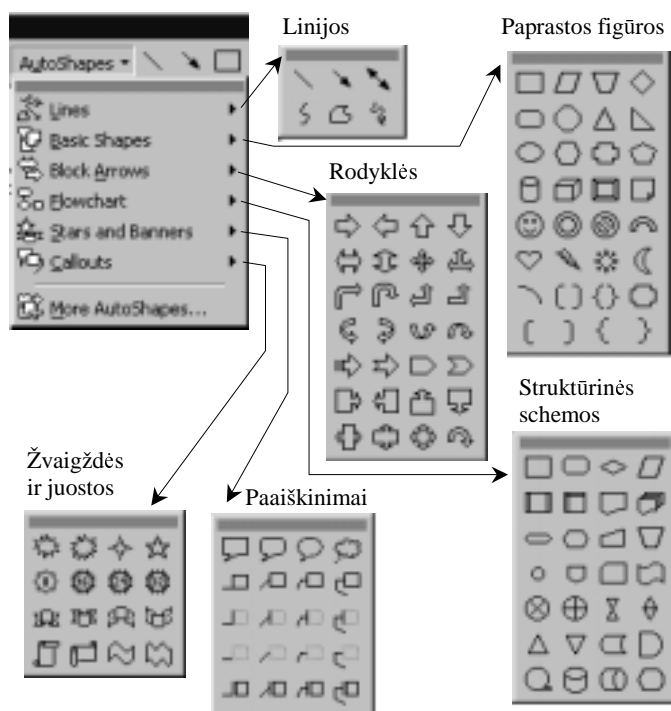 Linijos
Paprastos figūros
AutoShapes
Lines
Basic Shapes
Block Arrows
Flowchart
Stars and Banners
Callouts
More AutoShapes...
Rodyklės
Struktūrinės
schemos
Žvaigždės
ir juostos
Paaiškinimai